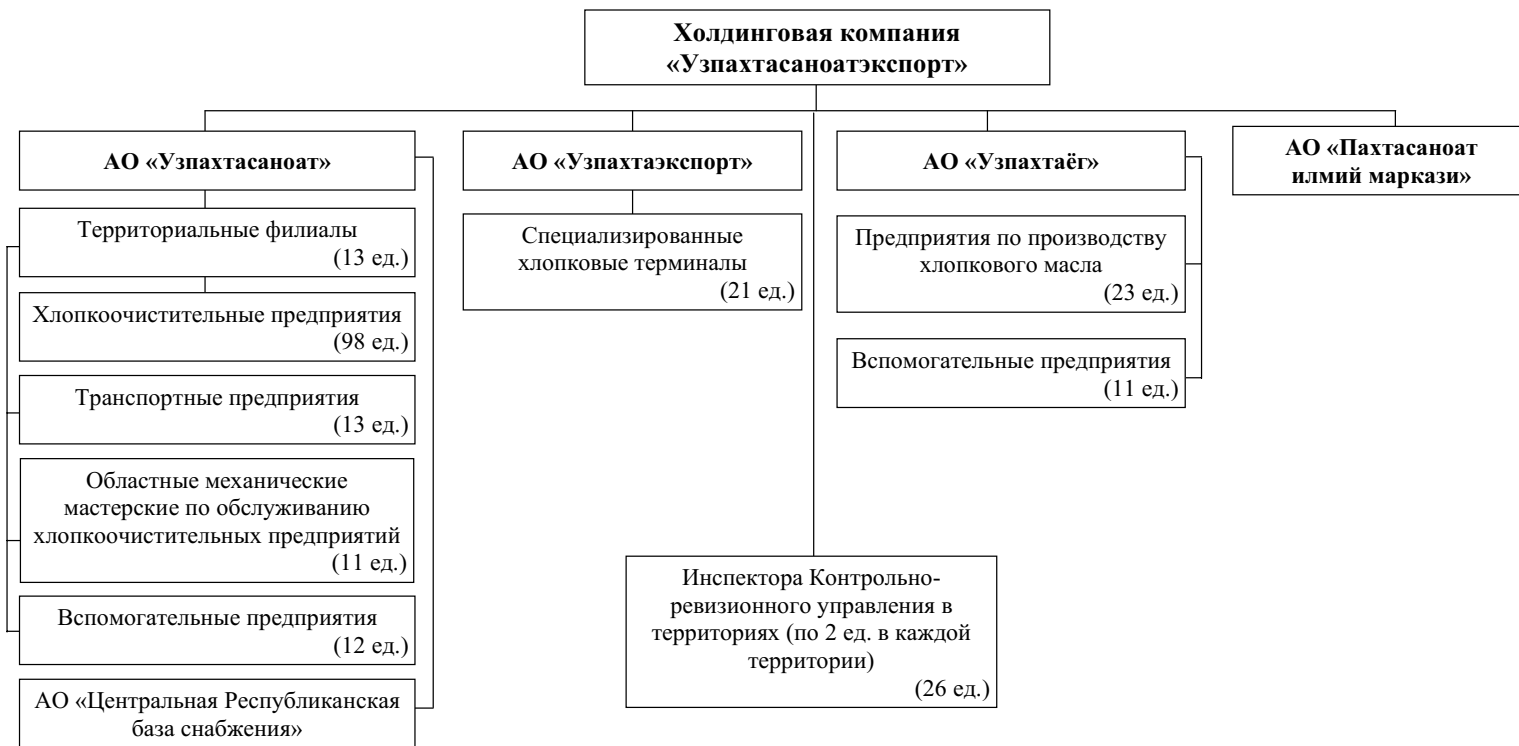 Холдинговая компания
«Узпахтасаноатэкспорт»
АО «Узпахтасаноат»
Территориальные филиалы
(13 ед.)
Хлопкоочистительные предприятия
(98 ед.)
Транспортные предприятия
(13 ед.)
Областные механические
мастерские по обслуживанию
хлопкоочистительных предприятий
(11 ед.)
Вспомогательные предприятия
(12 ед.)
АО «Центральная Республиканская
база снабжения»
АО «Узпахтаэкспорт»
Специализированные
хлопковые терминалы
(21 ед.)
Инспектора Контрольно-
ревизионного управления в
территориях (по 2 ед. в каждой
территории)
(26 ед.)
АО «Узпахтаёг»
Предприятия по производству
хлопкового масла
(23 ед.)
Вспомогательные предприятия
(11 ед.)
АО «Пахтасаноат
илмий маркази»